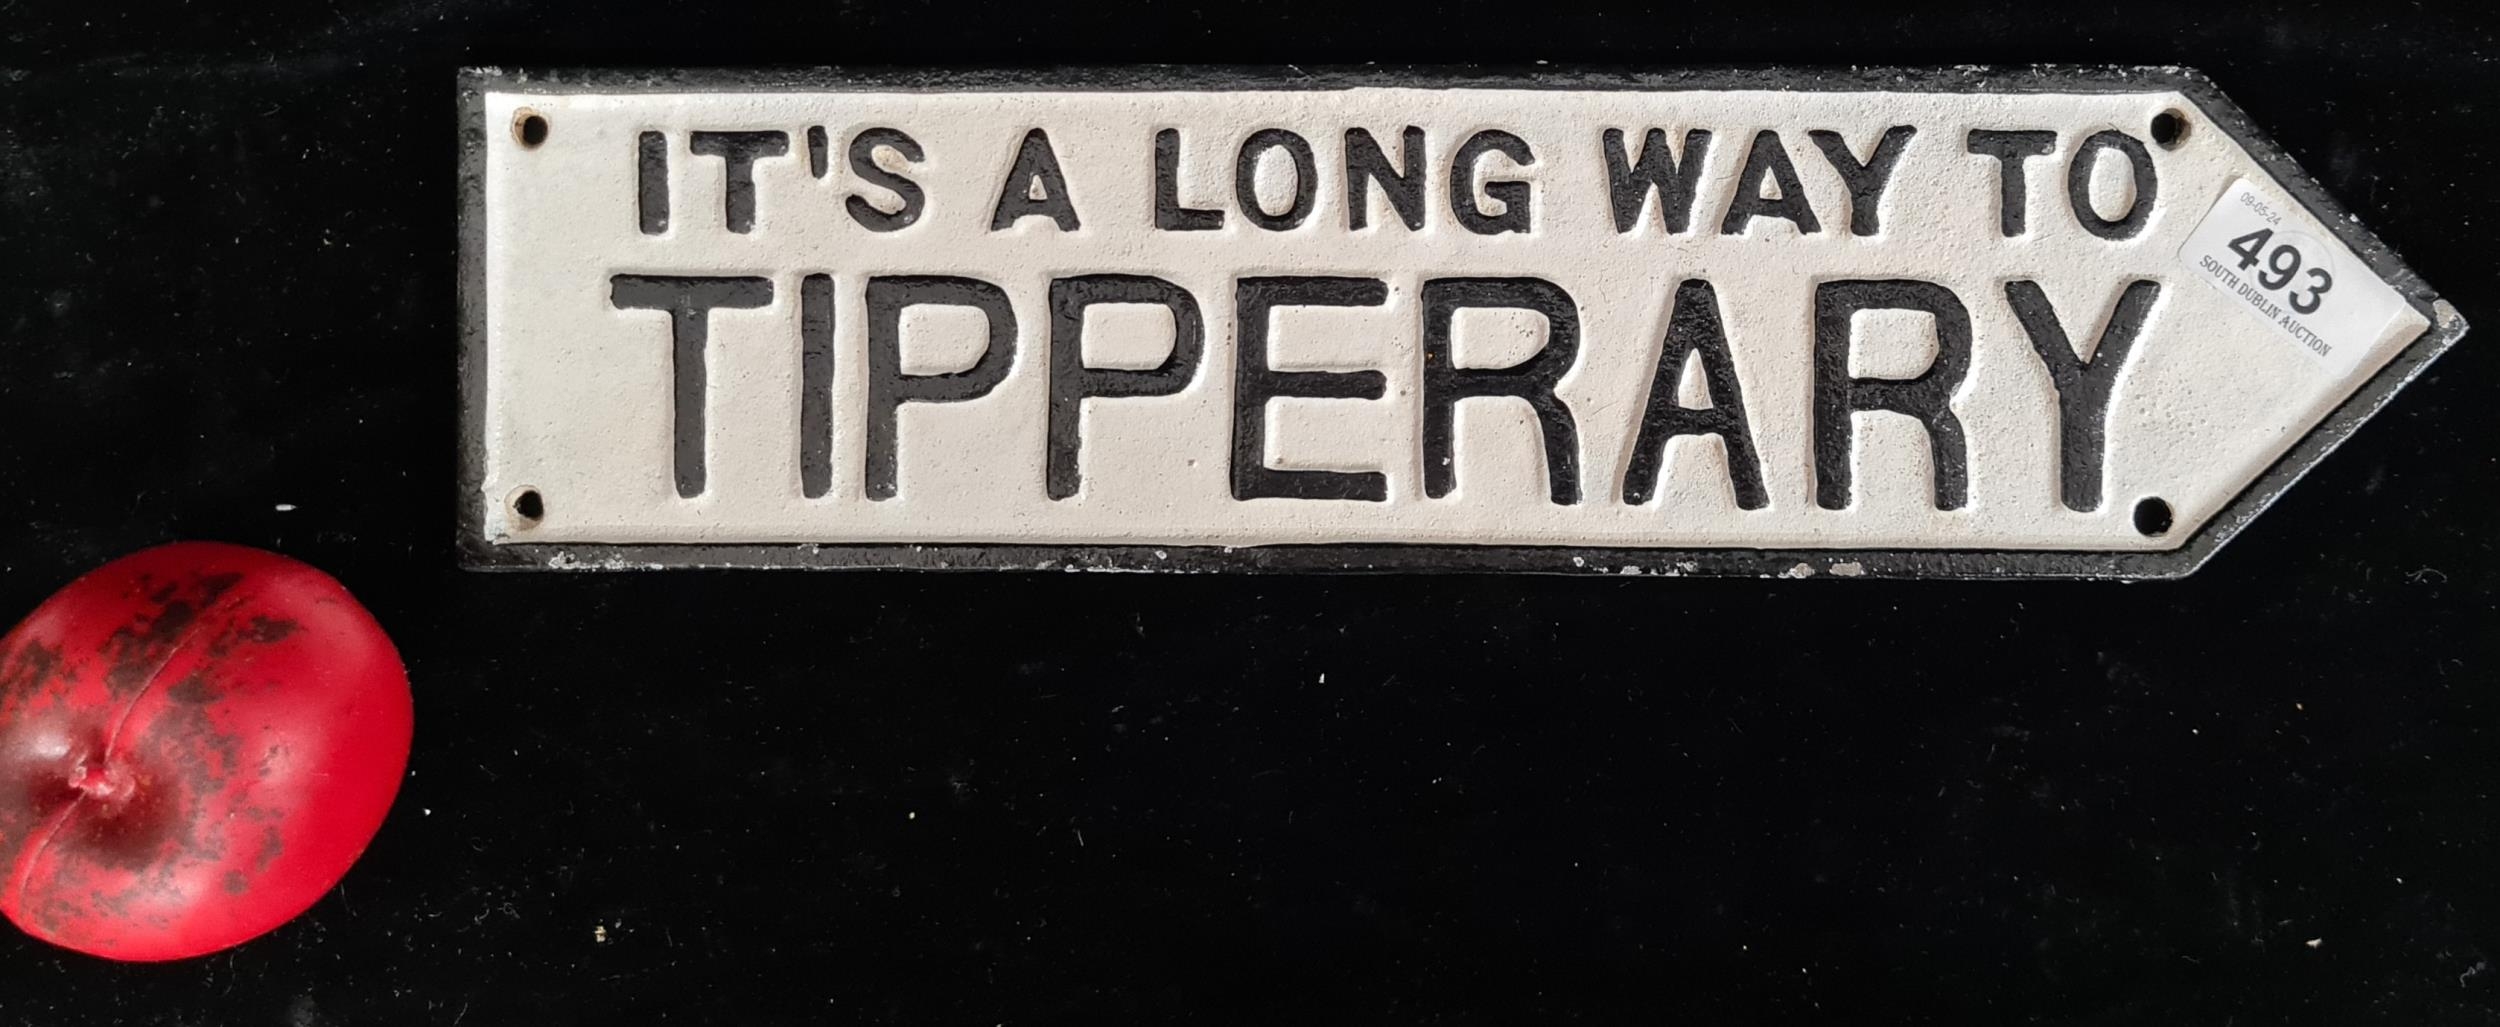 IT'S A LONG WAY TO
TIPPERARY
09-05-24
493
SOUTH DUBLIN AUCTION